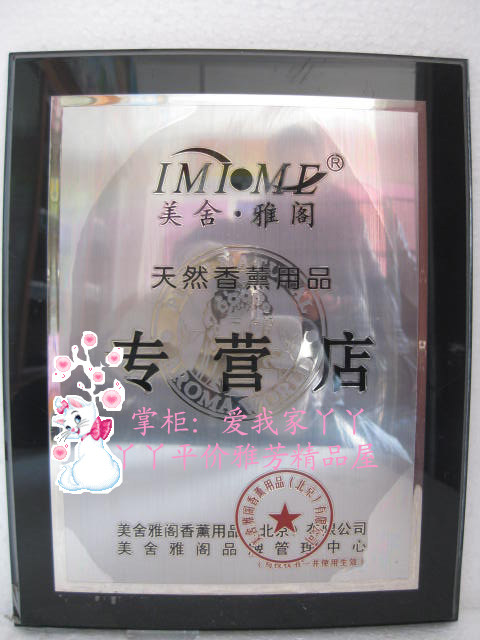 IMIOME®
美舍·雅阁
天然香薰用品
专营店
掌柜：爱我家丫丫
丫丫平价雅芳精品屋
美舍雅阁香薰用品（北京）有限公司
美舍雅阁品牌管理中心